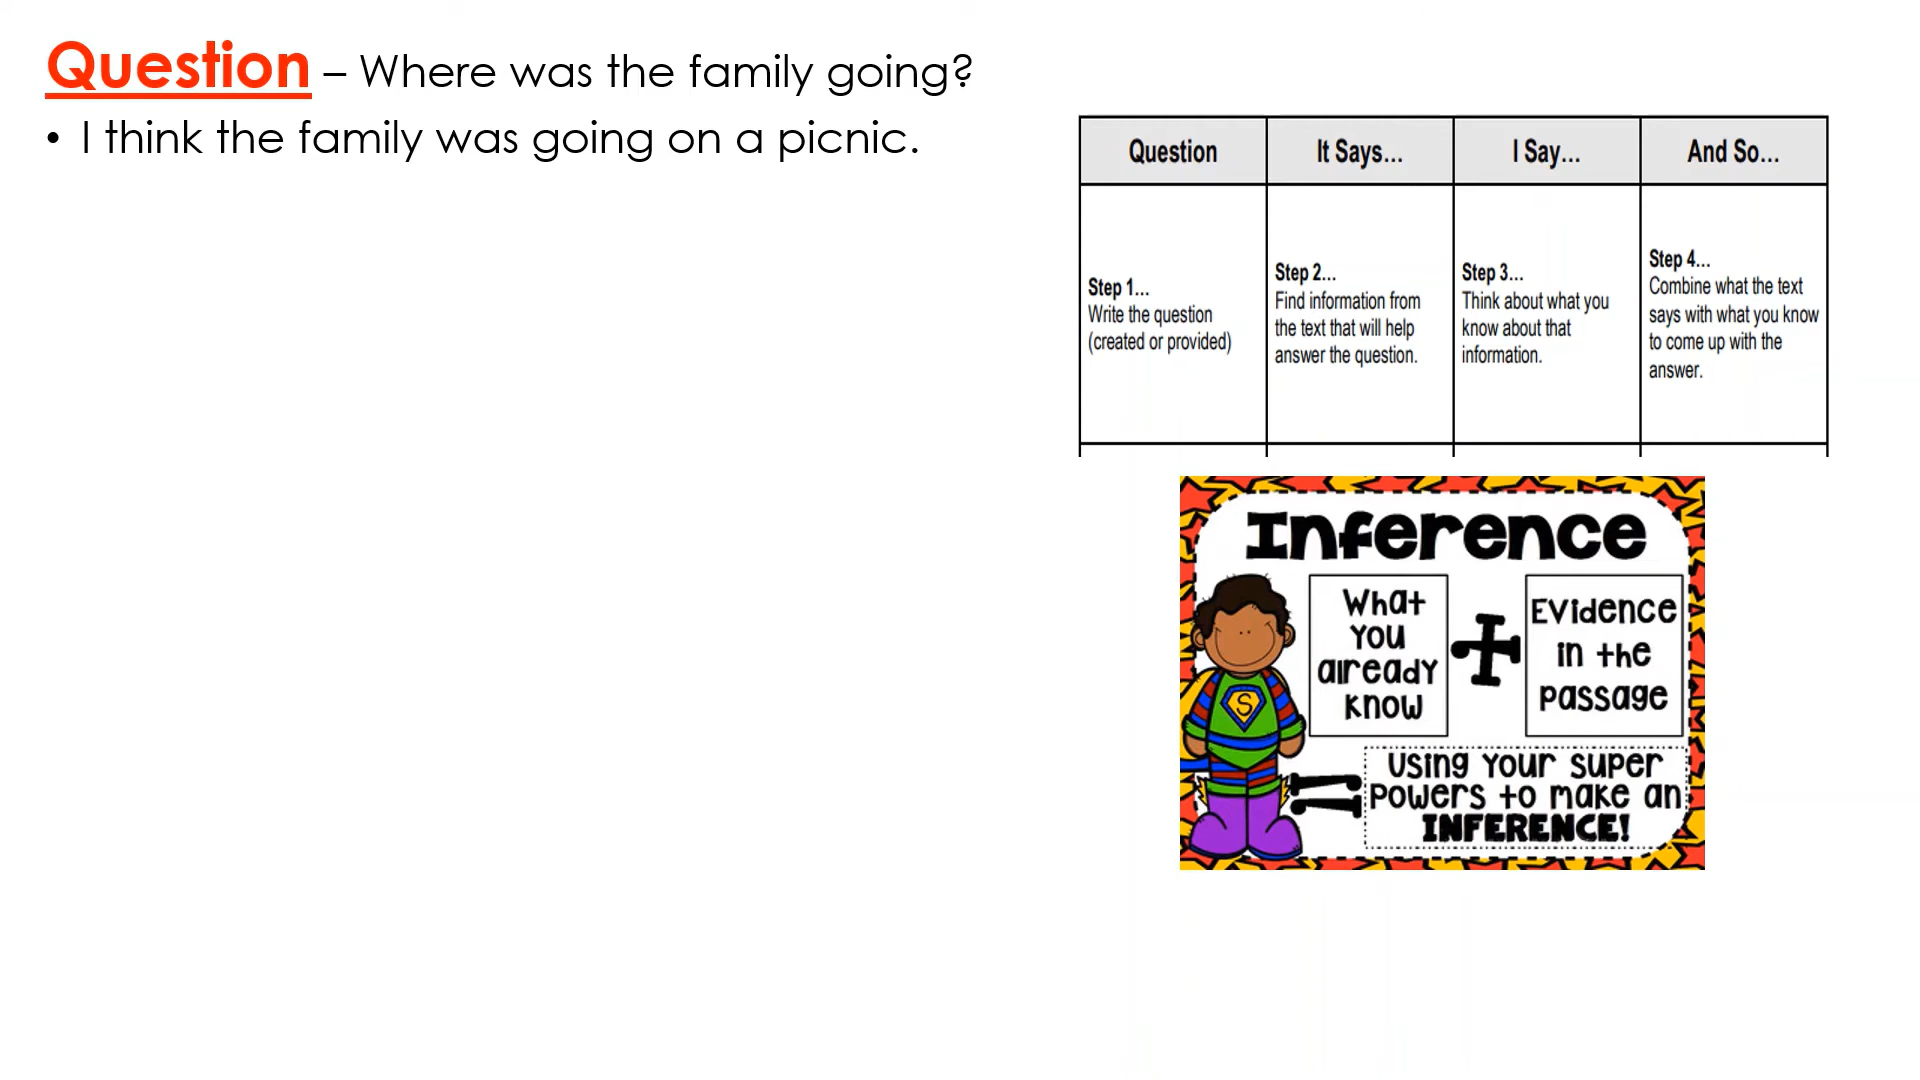 Question – Where was the family going?
• I think the family was going on a picnic.
Question
It Says...
I Say...
And So...
Step 1...
Write the question
(created or provided)
Step 2...
Find information from
the text that will help
answer the question.
Step 3...
Think about what you
know about that
information.
Step 4...
Combine what the text
says with what you know
to come up with the
answer.
Inference
What
you
already
know
+
Evidence
in the
passage
S
=
Using your super
powers to make an
INFERENCE!